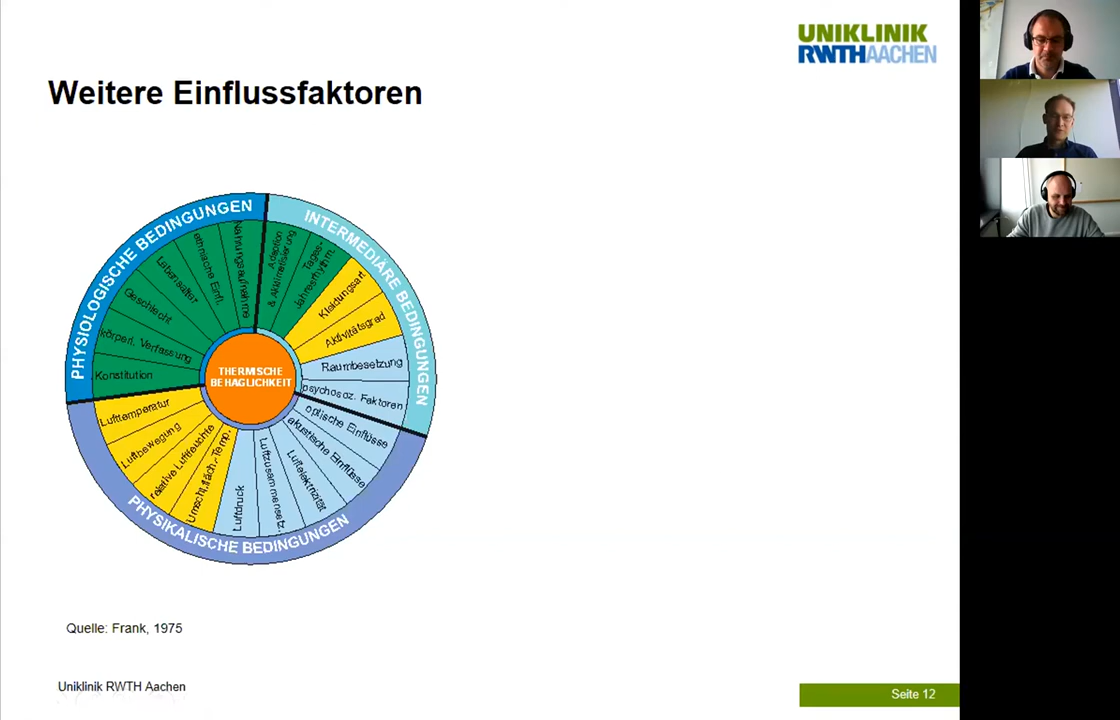 UNIKLINIK
RWTHAACHEN
Weitere Einflussfaktoren
PHYSIOLOGISCHE BEDINGUNGEN
INTERMEDIÄRE BEDINGUNGEN
PHYSIKALISCHE BEDINGUNGEN
THERMISCHE
BEHAGLICHKEIT
Konstitution
körperl. Verfassung
Geschlecht
Lebensalter
ethnische Einfl.
Nahrungsaufnahme
Adaption
& Akklimatisierung
Tages-
Jahresrhythm.
Kleidungsart
Aktivitätsgrad
Raumbesetzung
psychosoz. Faktoren
optische Einflüsse
akustische Einflüsse
Luftelektrizität
Luftzusammensetz.
Luftdruck
Umschl.fläch.-Temp.
relative Luftfeuchte
Luftbewegung
Lufttemperatur
Quelle: Frank, 1975
Uniklinik RWTH Aachen
Seite 12